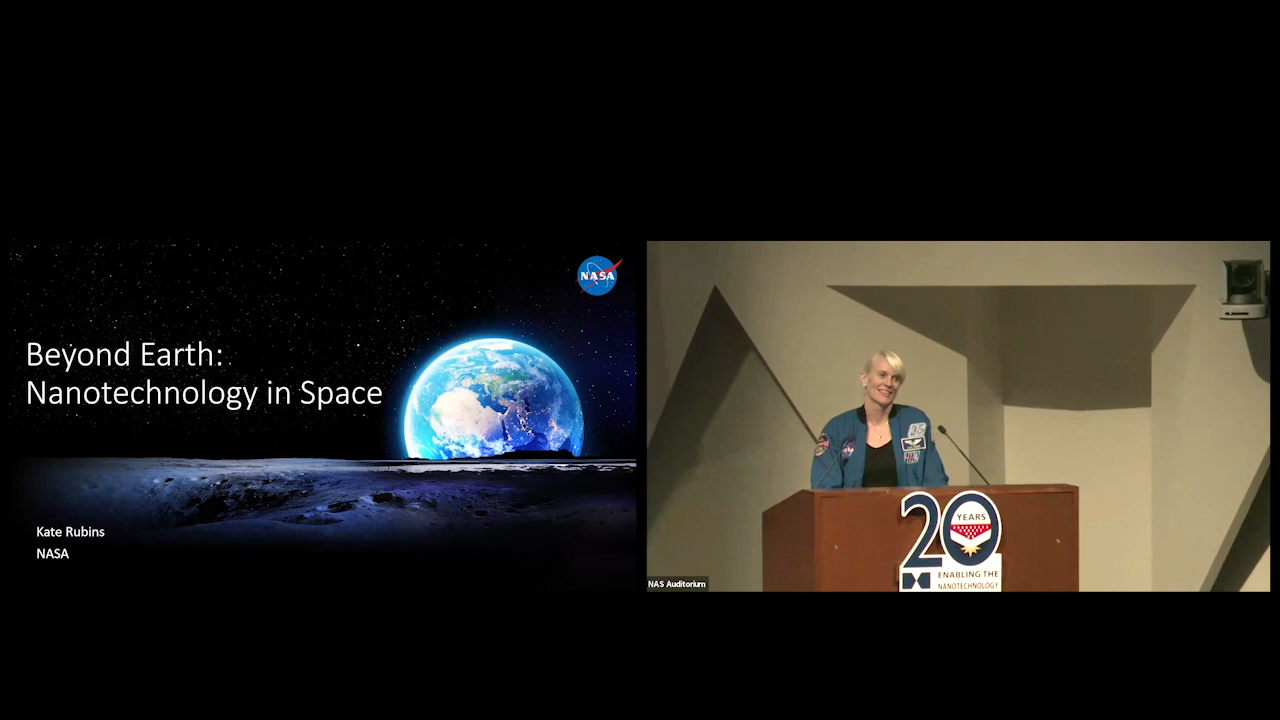 NASA
Beyond Earth:
Nanotechnology in Space
Kate Rubins
NASA
20
YEARS
ENABLING THE
NANOTECHNOLOGY
NAS Auditorium